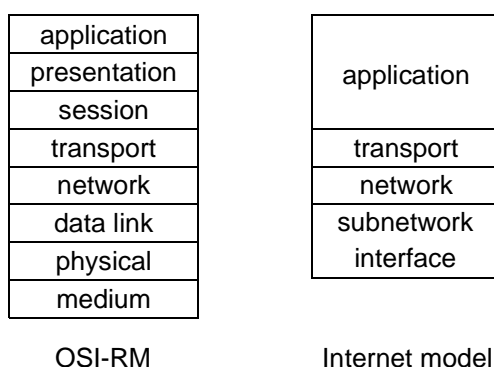 application
presentation
session
transport
network
data link
physical
medium
OSI-RM
application
transport
network
subnetwork
interface
Internet model